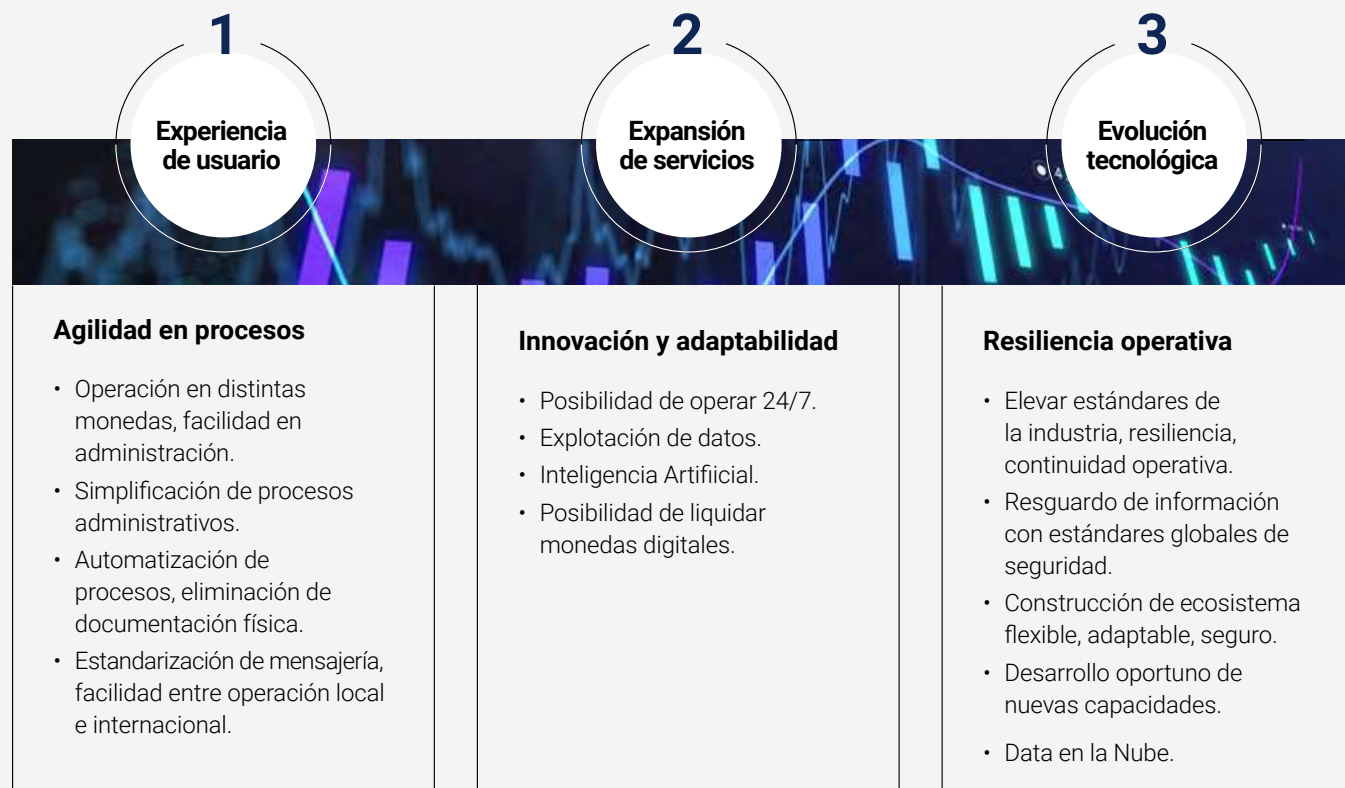 1
Experiencia
de usuario
Agilidad en procesos
• Operación en distintas
monedas, facilidad en
administración.
• Simplificación de procesos
administrativos.
• Automatización de
procesos, eliminación de
documentación física.
• Estandarización de mensajería,
facilidad entre operación local
e internacional.
2
Expansión
de servicios
Innovación y adaptabilidad
• Posibilidad de operar 24/7.
• Explotación de datos.
• Inteligencia Artifiicial.
• Posibilidad de liquidar
monedas digitales.
3
Evolución
tecnológica
Resiliencia operativa
• Elevar estándares de
la industria, resiliencia,
continuidad operativa.
• Resguardo de información
con estándares globales de
seguridad.
• Construcción de ecosistema
flexible, adaptable, seguro.
• Desarrollo oportuno de
nuevas capacidades.
• Data en la Nube.